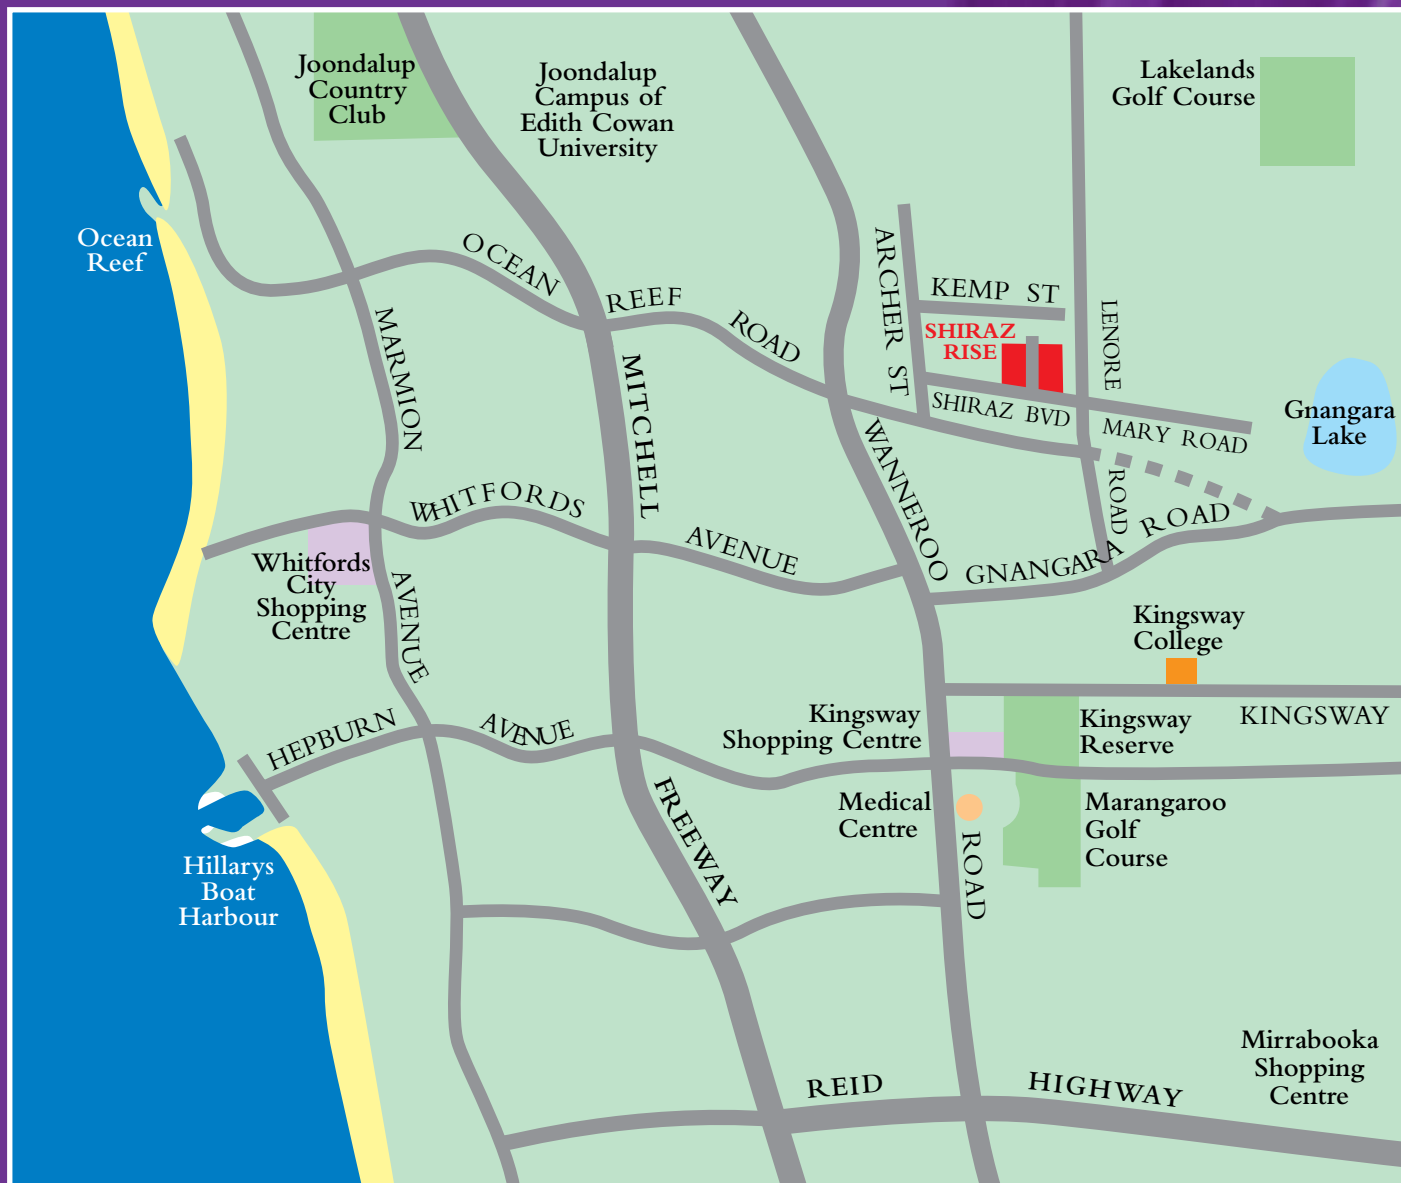 Joondalup
Country
Club
Joondalup
Campus of
Edith Cowan
University
Lakelands
Golf Course
Ocean
Reef
OCEAN REEF ROAD
ARCHER ST
KEMP ST
SHIRAZ
RISE
SHIRAZ BVD
LENORE ROAD
MARY ROAD
Gnangara
Lake
MARMION AVENUE
MITCHELL FREEWAY
WANNEROO ROAD
WHITFORDS AVENUE
GNANGARA ROAD
Whitfords
City
Shopping
Centre
Kingsway
College
KINGSWAY
HEPBURN AVENUE
Kingsway
Shopping Centre
Kingsway
Reserve
Medical
Centre
Marangaroo
Golf
Course
Hillarys
Boat
Harbour
REID HIGHWAY
Mirrabooka
Shopping
Centre